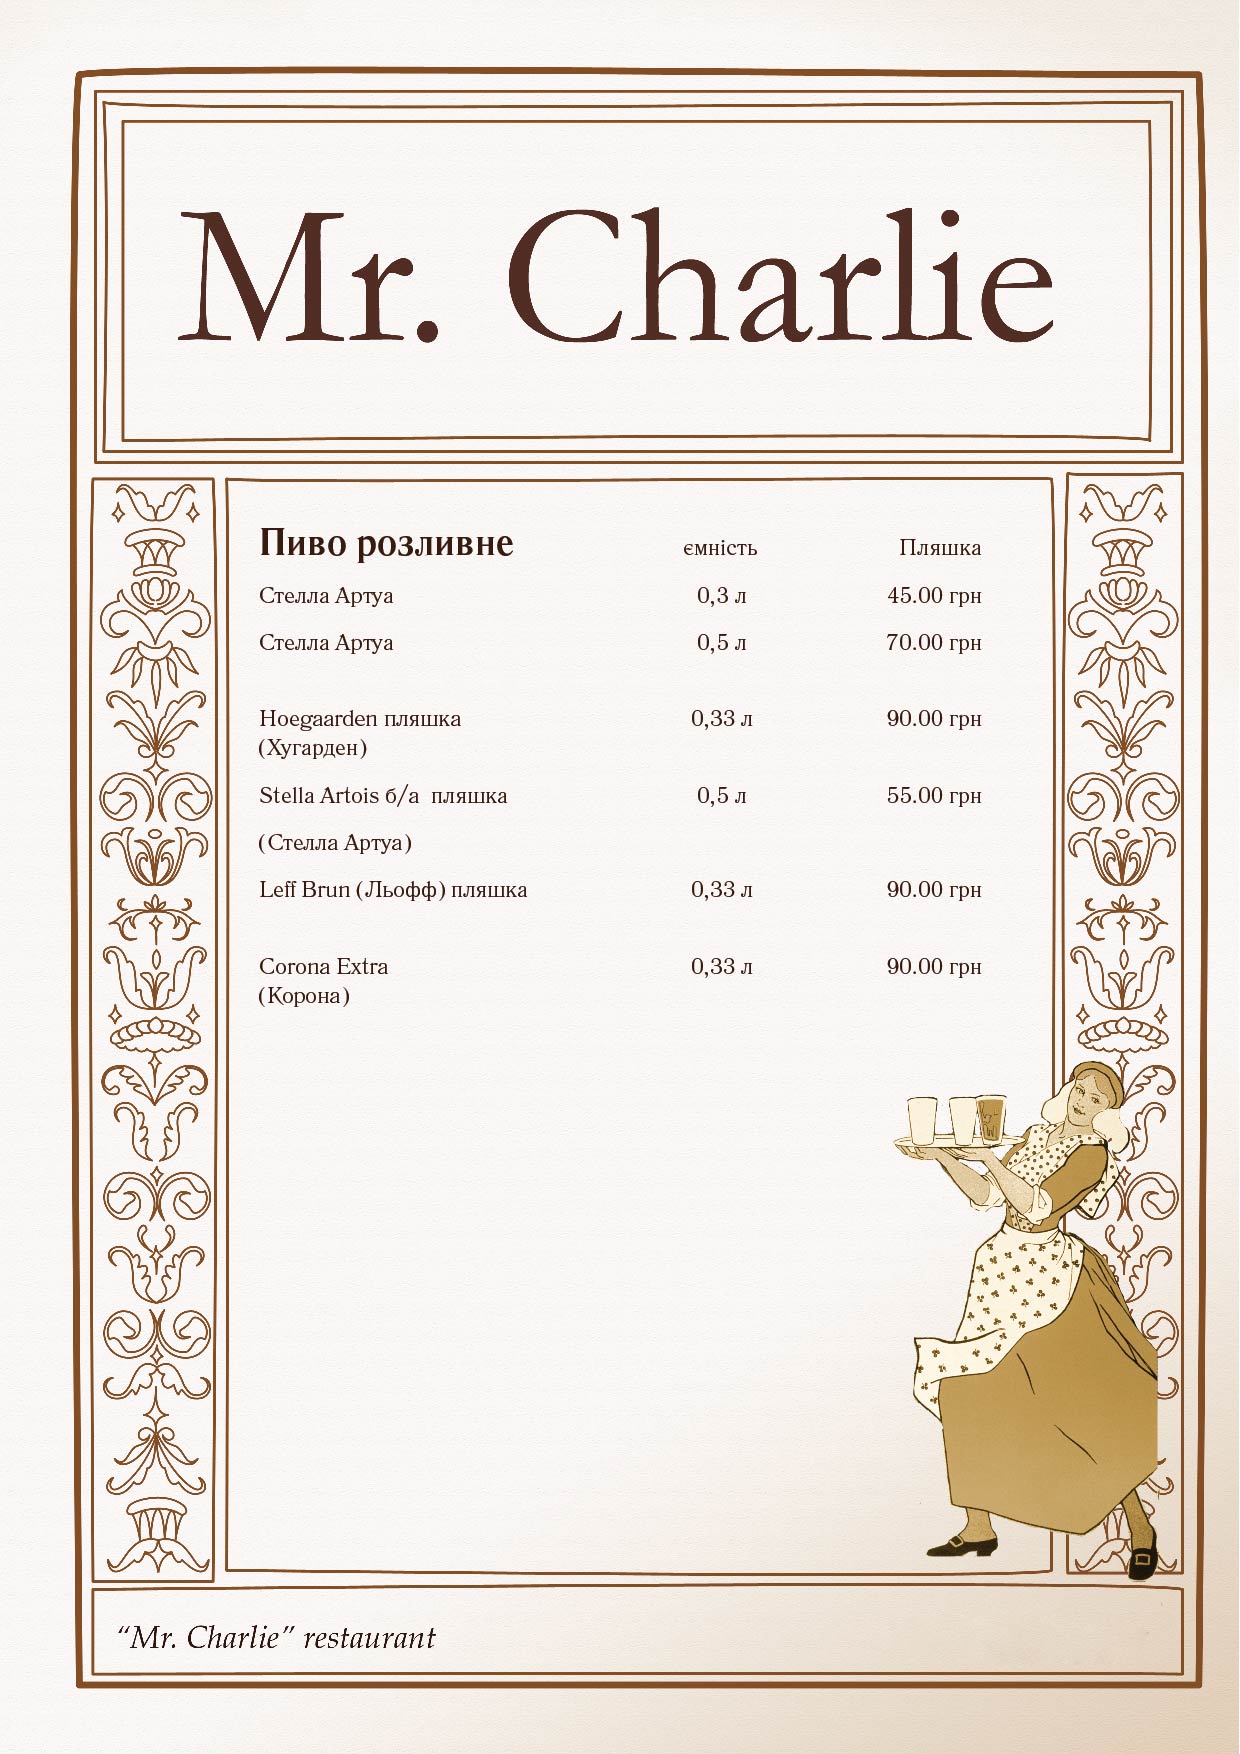 Mr. Charlie
Пиво розливне ємність Пляшка
Стелла Артуа 0,3 л 45.00 грн
Стелла Артуа 0,5 л 70.00 грн
Hoegaarden пляшка 0,33 л 90.00 грн
(Хугарден)
Stella Artois б/а пляшка 0,5 л 55.00 грн
(Стелла Артуа)
Leff Brun (Льофф) пляшка 0,33 л 90.00 грн
Corona Extra 0,33 л 90.00 грн
(Корона)
“Mr. Charlie” restaurant